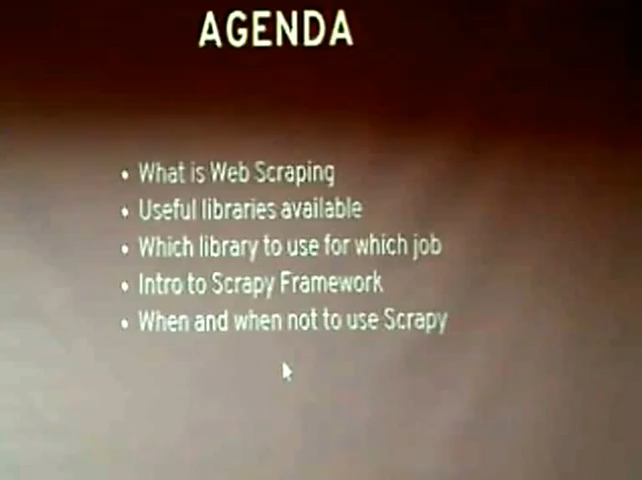 AGENDA
• What is Web Scraping
• Useful libraries available
• Which library to use for which job
• Intro to Scrapy Framework
• When and when not to use Scrapy